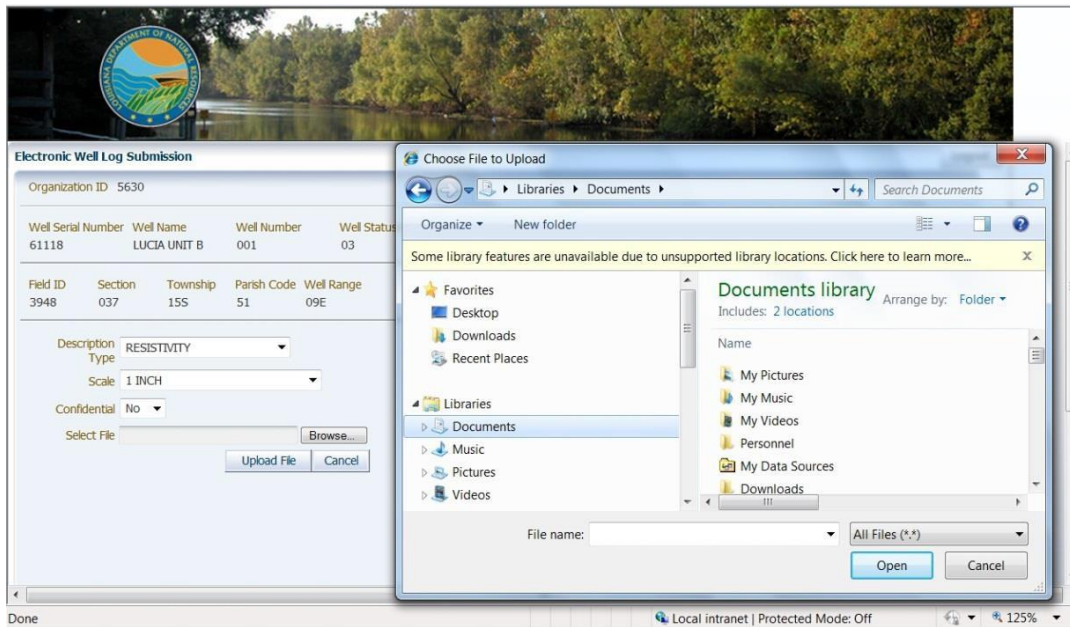 LOUISIANA DEPARTMENT OF NATURAL RESOURCES
Electronic Well Log Submission
Organization ID 5630
Well Serial Number Well Name Well Number Well Status
61118 LUCIA UNIT B 001 03
Field ID Section Township Parish Code Well Range
3948 037 15S 51 09E
Description Type RESISTIVITY
Scale 1 INCH
Confidential No
Select File Browse...
Upload File Cancel
Choose File to Upload
Libraries Documents Search Documents
Organize New folder
Some library features are unavailable due to unsupported library locations. Click here to learn more...
Favorites
Desktop
Downloads
Recent Places
Libraries
Documents
Music
Pictures
Videos
Documents library
Includes: 2 locations
Arrange by: Folder
Name
My Pictures
My Music
My Videos
Personnel
My Data Sources
Downloads
File name: All Files (*.*)
Open Cancel
Done Local intranet | Protected Mode: Off 125%